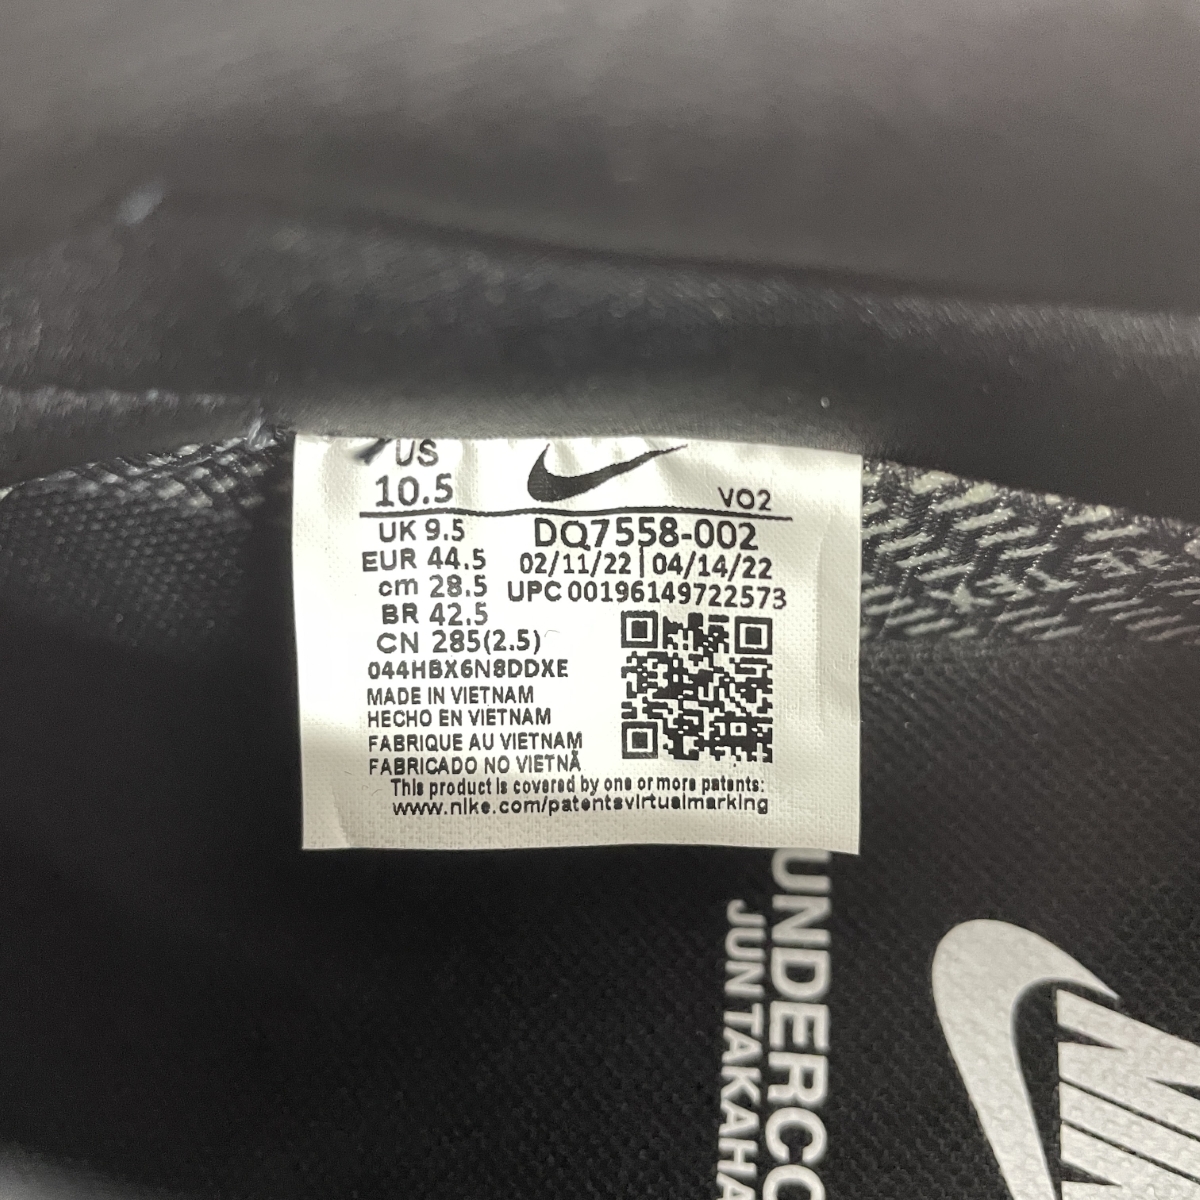 US
10.5
VO2
UK 9.5
DQ7558-002
EUR 44.5
02/11/22 | 04/14/22
cm 28.5
UPC 00196149722573
BR 42.5
CN 285(2.5)
044HBX6N8DDXE
MADE IN VIETNAM
HECHO EN VIETNAM
FABRIQUE AU VIETNAM
FABRICADO NO VIETNÃ
This product is covered by one or more patents:
www.nike.com/patentsvirtualmarking
UNDERCO
JUN TAKAHA